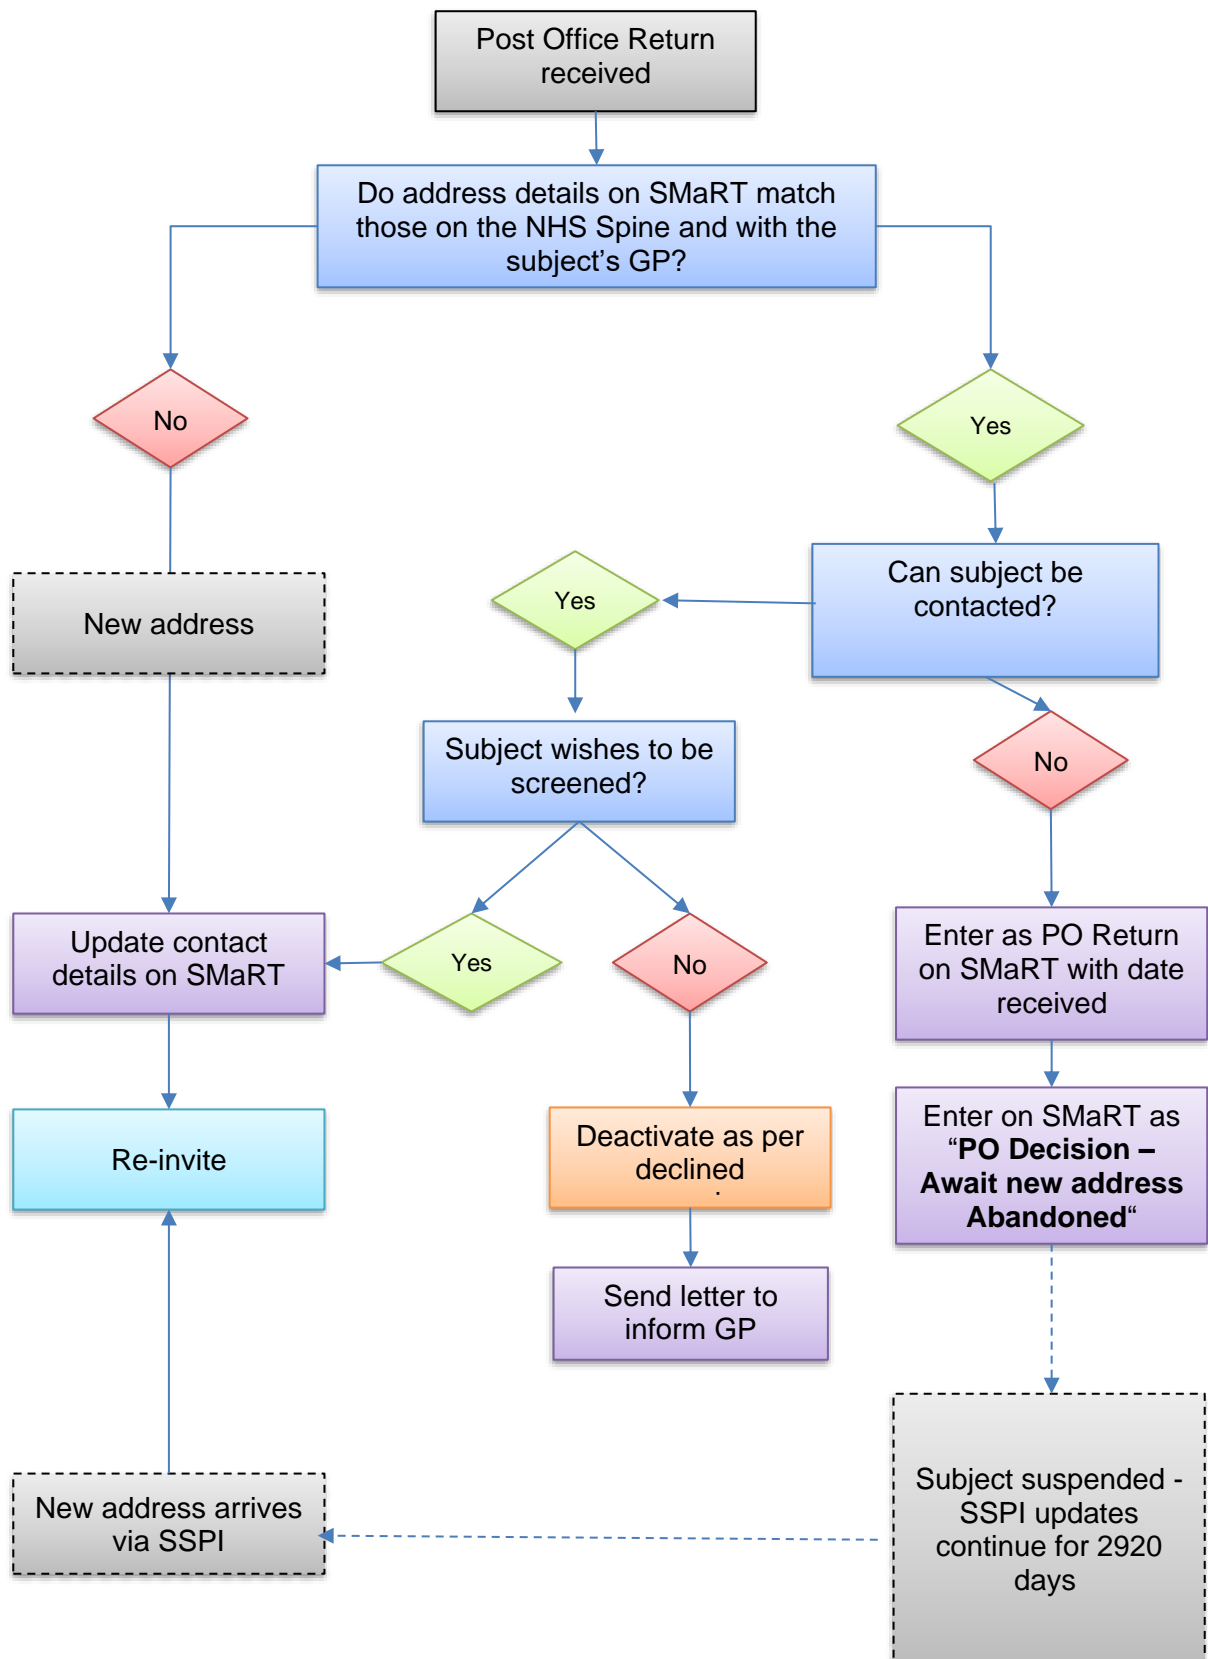 Post Office Return
received
Do address details on SMaRT match
those on the NHS Spine and with the
subject’s GP?
No
Yes
New address
Can subject be
contacted?
Yes
Subject wishes to be
screened?
No
Update contact
details on SMaRT
Yes
No
Enter as PO Return
on SMaRT with date
received
Re-invite
Deactivate as per
declined
Enter on SMaRT as
“PO Decision –
Await new address
Abandoned“
Send letter to
inform GP
New address arrives
via SSPI
Subject suspended -
SSPI updates
continue for 2920
days